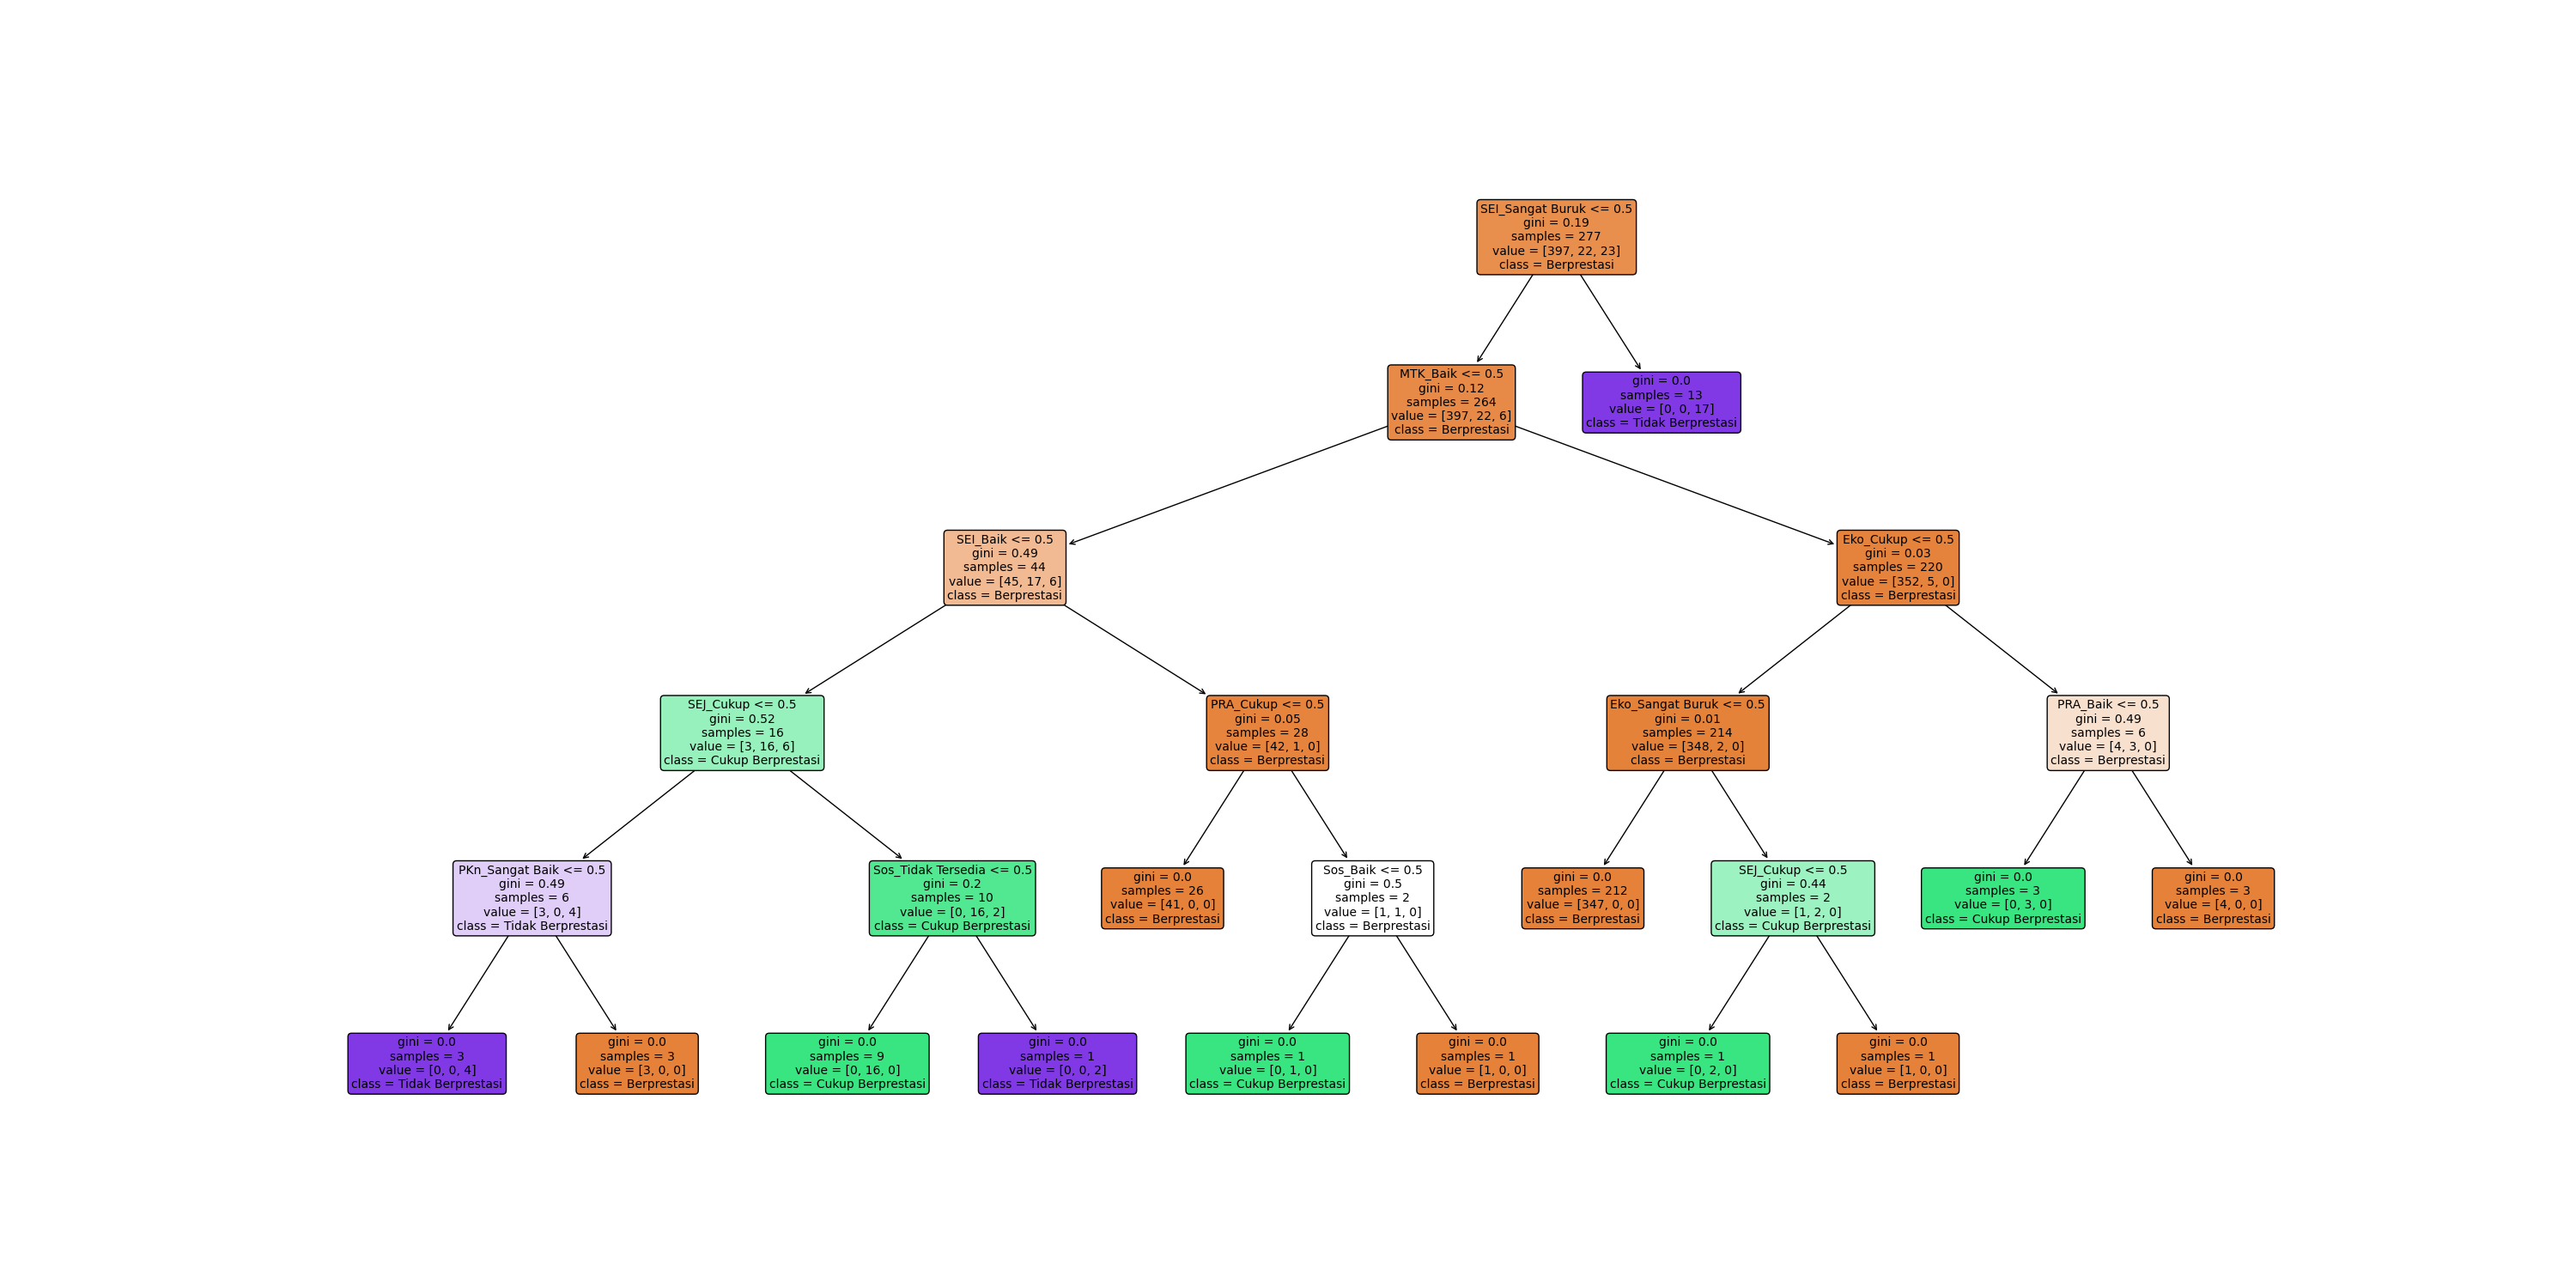 SEI_Sangat Buruk <= 0.5
gini = 0.19
samples = 277
value = [397, 22, 23]
class = Berprestasi
MTK_Baik <= 0.5
gini = 0.12
samples = 264
value = [397, 22, 6]
class = Berprestasi
gini = 0.0
samples = 13
value = [0, 0, 17]
class = Tidak Berprestasi
SEI_Baik <= 0.5
gini = 0.49
samples = 44
value = [45, 17, 6]
class = Berprestasi
Eko_Cukup <= 0.5
gini = 0.03
samples = 220
value = [352, 5, 0]
class = Berprestasi
SEJ_Cukup <= 0.5
gini = 0.52
samples = 16
value = [3, 16, 6]
class = Cukup Berprestasi
PRA_Cukup <= 0.5
gini = 0.05
samples = 28
value = [42, 1, 0]
class = Berprestasi
Eko_Sangat Buruk <= 0.5
gini = 0.01
samples = 214
value = [348, 2, 0]
class = Berprestasi
PRA_Baik <= 0.5
gini = 0.49
samples = 6
value = [4, 3, 0]
class = Berprestasi
PKn_Sangat Baik <= 0.5
gini = 0.49
samples = 6
value = [3, 0, 4]
class = Tidak Berprestasi
Sos_Tidak Tersedia <= 0.5
gini = 0.2
samples = 10
value = [0, 16, 2]
class = Cukup Berprestasi
gini = 0.0
samples = 26
value = [41, 0, 0]
class = Berprestasi
Sos_Baik <= 0.5
gini = 0.5
samples = 2
value = [1, 1, 0]
class = Berprestasi
gini = 0.0
samples = 212
value = [347, 0, 0]
class = Berprestasi
SEJ_Cukup <= 0.5
gini = 0.44
samples = 2
value = [1, 2, 0]
class = Cukup Berprestasi
gini = 0.0
samples = 3
value = [0, 3, 0]
class = Cukup Berprestasi
gini = 0.0
samples = 3
value = [4, 0, 0]
class = Berprestasi
gini = 0.0
samples = 3
value = [0, 0, 4]
class = Tidak Berprestasi
gini = 0.0
samples = 3
value = [3, 0, 0]
class = Berprestasi
gini = 0.0
samples = 9
value = [0, 16, 0]
class = Cukup Berprestasi
gini = 0.0
samples = 1
value = [0, 0, 2]
class = Tidak Berprestasi
gini = 0.0
samples = 1
value = [0, 1, 0]
class = Cukup Berprestasi
gini = 0.0
samples = 1
value = [1, 0, 0]
class = Berprestasi
gini = 0.0
samples = 1
value = [0, 2, 0]
class = Cukup Berprestasi
gini = 0.0
samples = 1
value = [1, 0, 0]
class = Berprestasi